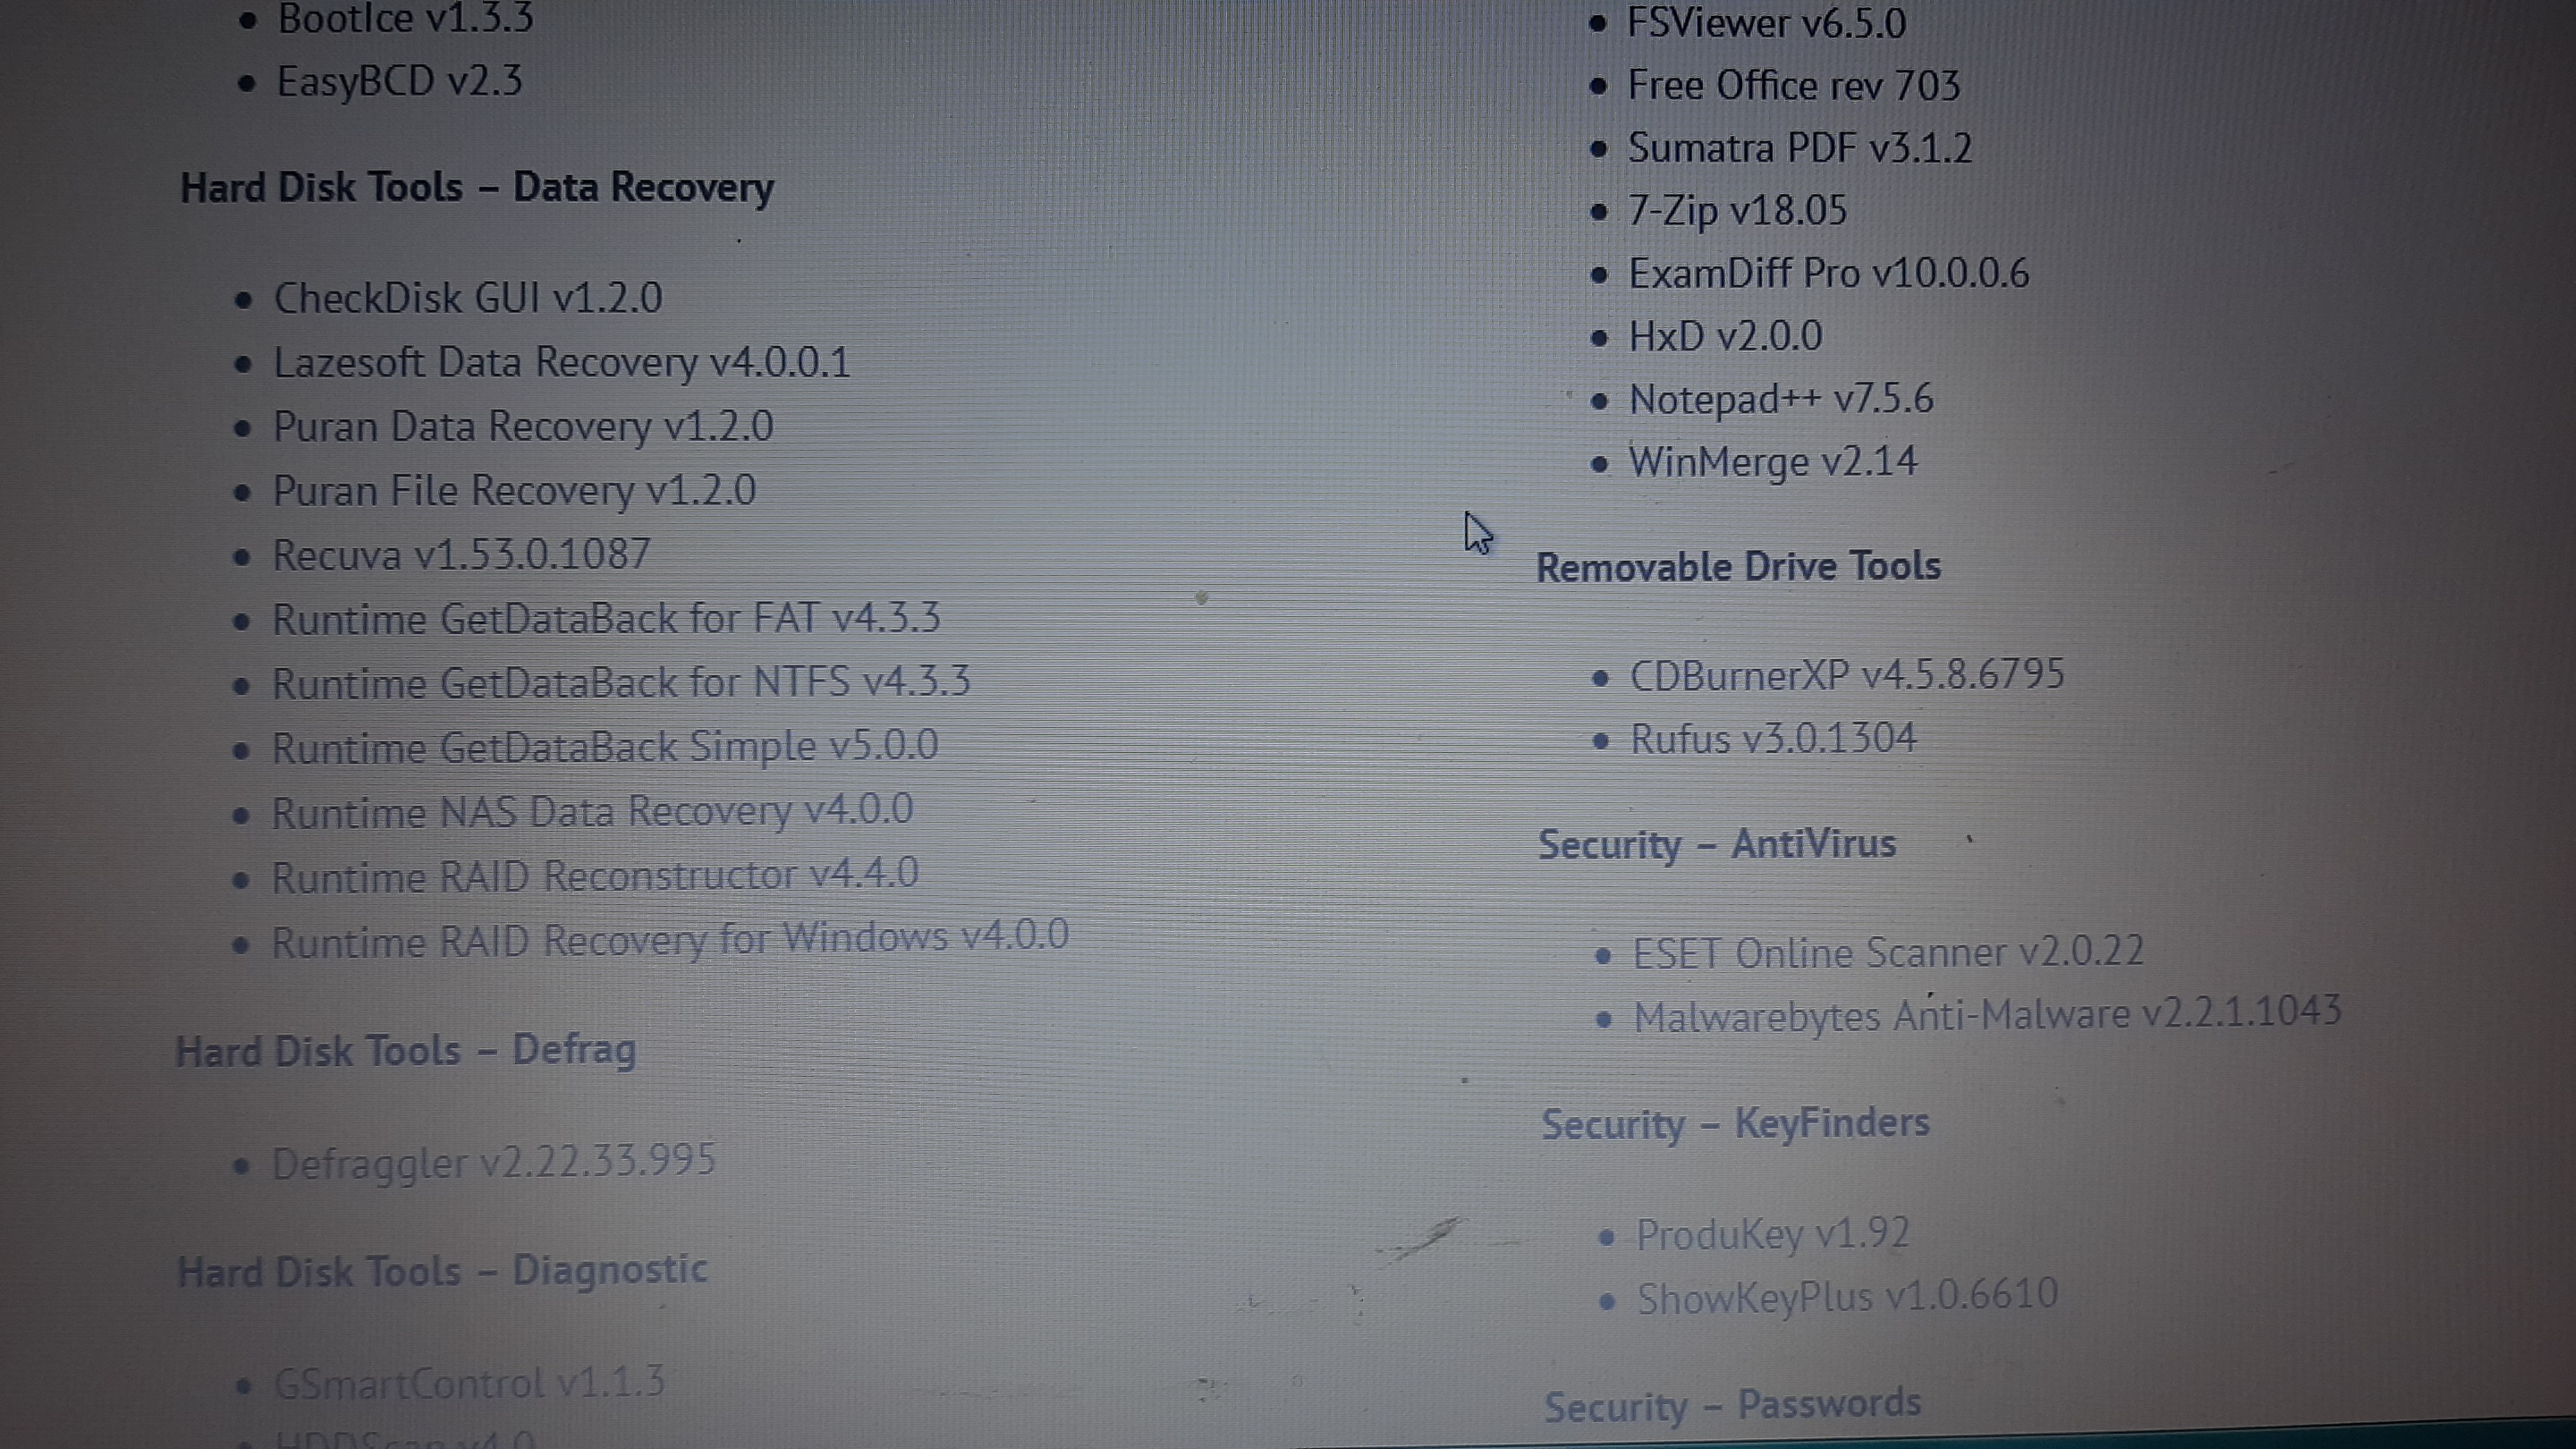 BootIce v1.3.3
EasyBCD v2.3
Hard Disk Tools – Data Recovery
CheckDisk GUI v1.2.0
Lazesoft Data Recovery v4.0.0.1
Puran Data Recovery v1.2.0
Puran File Recovery v1.2.0
Recuva v1.53.0.1087
Runtime GetDataBack for FAT v4.3.3
Runtime GetDataBack for NTFS v4.3.3
Runtime GetDataBack Simple v5.0.0
Runtime NAS Data Recovery v4.0.0
Runtime RAID Reconstructor v4.4.0
Runtime RAID Recovery for Windows v4.0.0
Hard Disk Tools – Defrag
Defraggler v2.22.33.995
Hard Disk Tools – Diagnostic
GSmartControl v1.1.3
HDDScan v4.0
FSViewer v6.5.0
Free Office rev 703
Sumatra PDF v3.1.2
7-Zip v18.05
ExamDiff Pro v10.0.0.6
HxD v2.0.0
Notepad++ v7.5.6
WinMerge v2.14
Removable Drive Tools
CDBurnerXP v4.5.8.6795
Rufus v3.0.1304
Security – AntiVirus
ESET Online Scanner v2.0.22
Malwarebytes Anti-Malware v2.2.1.1043
Security – KeyFinders
ProduKey v1.92
ShowKeyPlus v1.0.6610
Security – Passwords